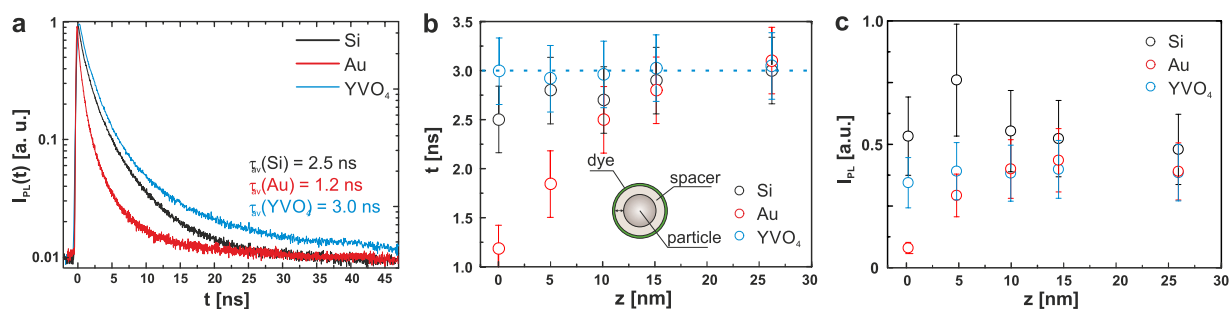 a
I_PL(t) [a. u.]
1
0.1
0.01
Si
Au
YVO₄
τ_av(Si) = 2.5 ns
τ_av(Au) = 1.2 ns
τ_av(YVO₄) = 3.0 ns
0 5 10 15 20 25 30 35 40 45
t [ns]
b
t [ns]
3.5
3.0
2.5
2.0
1.5
1.0
dye
spacer
particle
Si
Au
YVO₄
0 5 10 15 20 25 30
z [nm]
c
I_PL [a.u.]
1.0
0.5
0
Si
Au
YVO₄
0 5 10 15 20 25 30
z [nm]